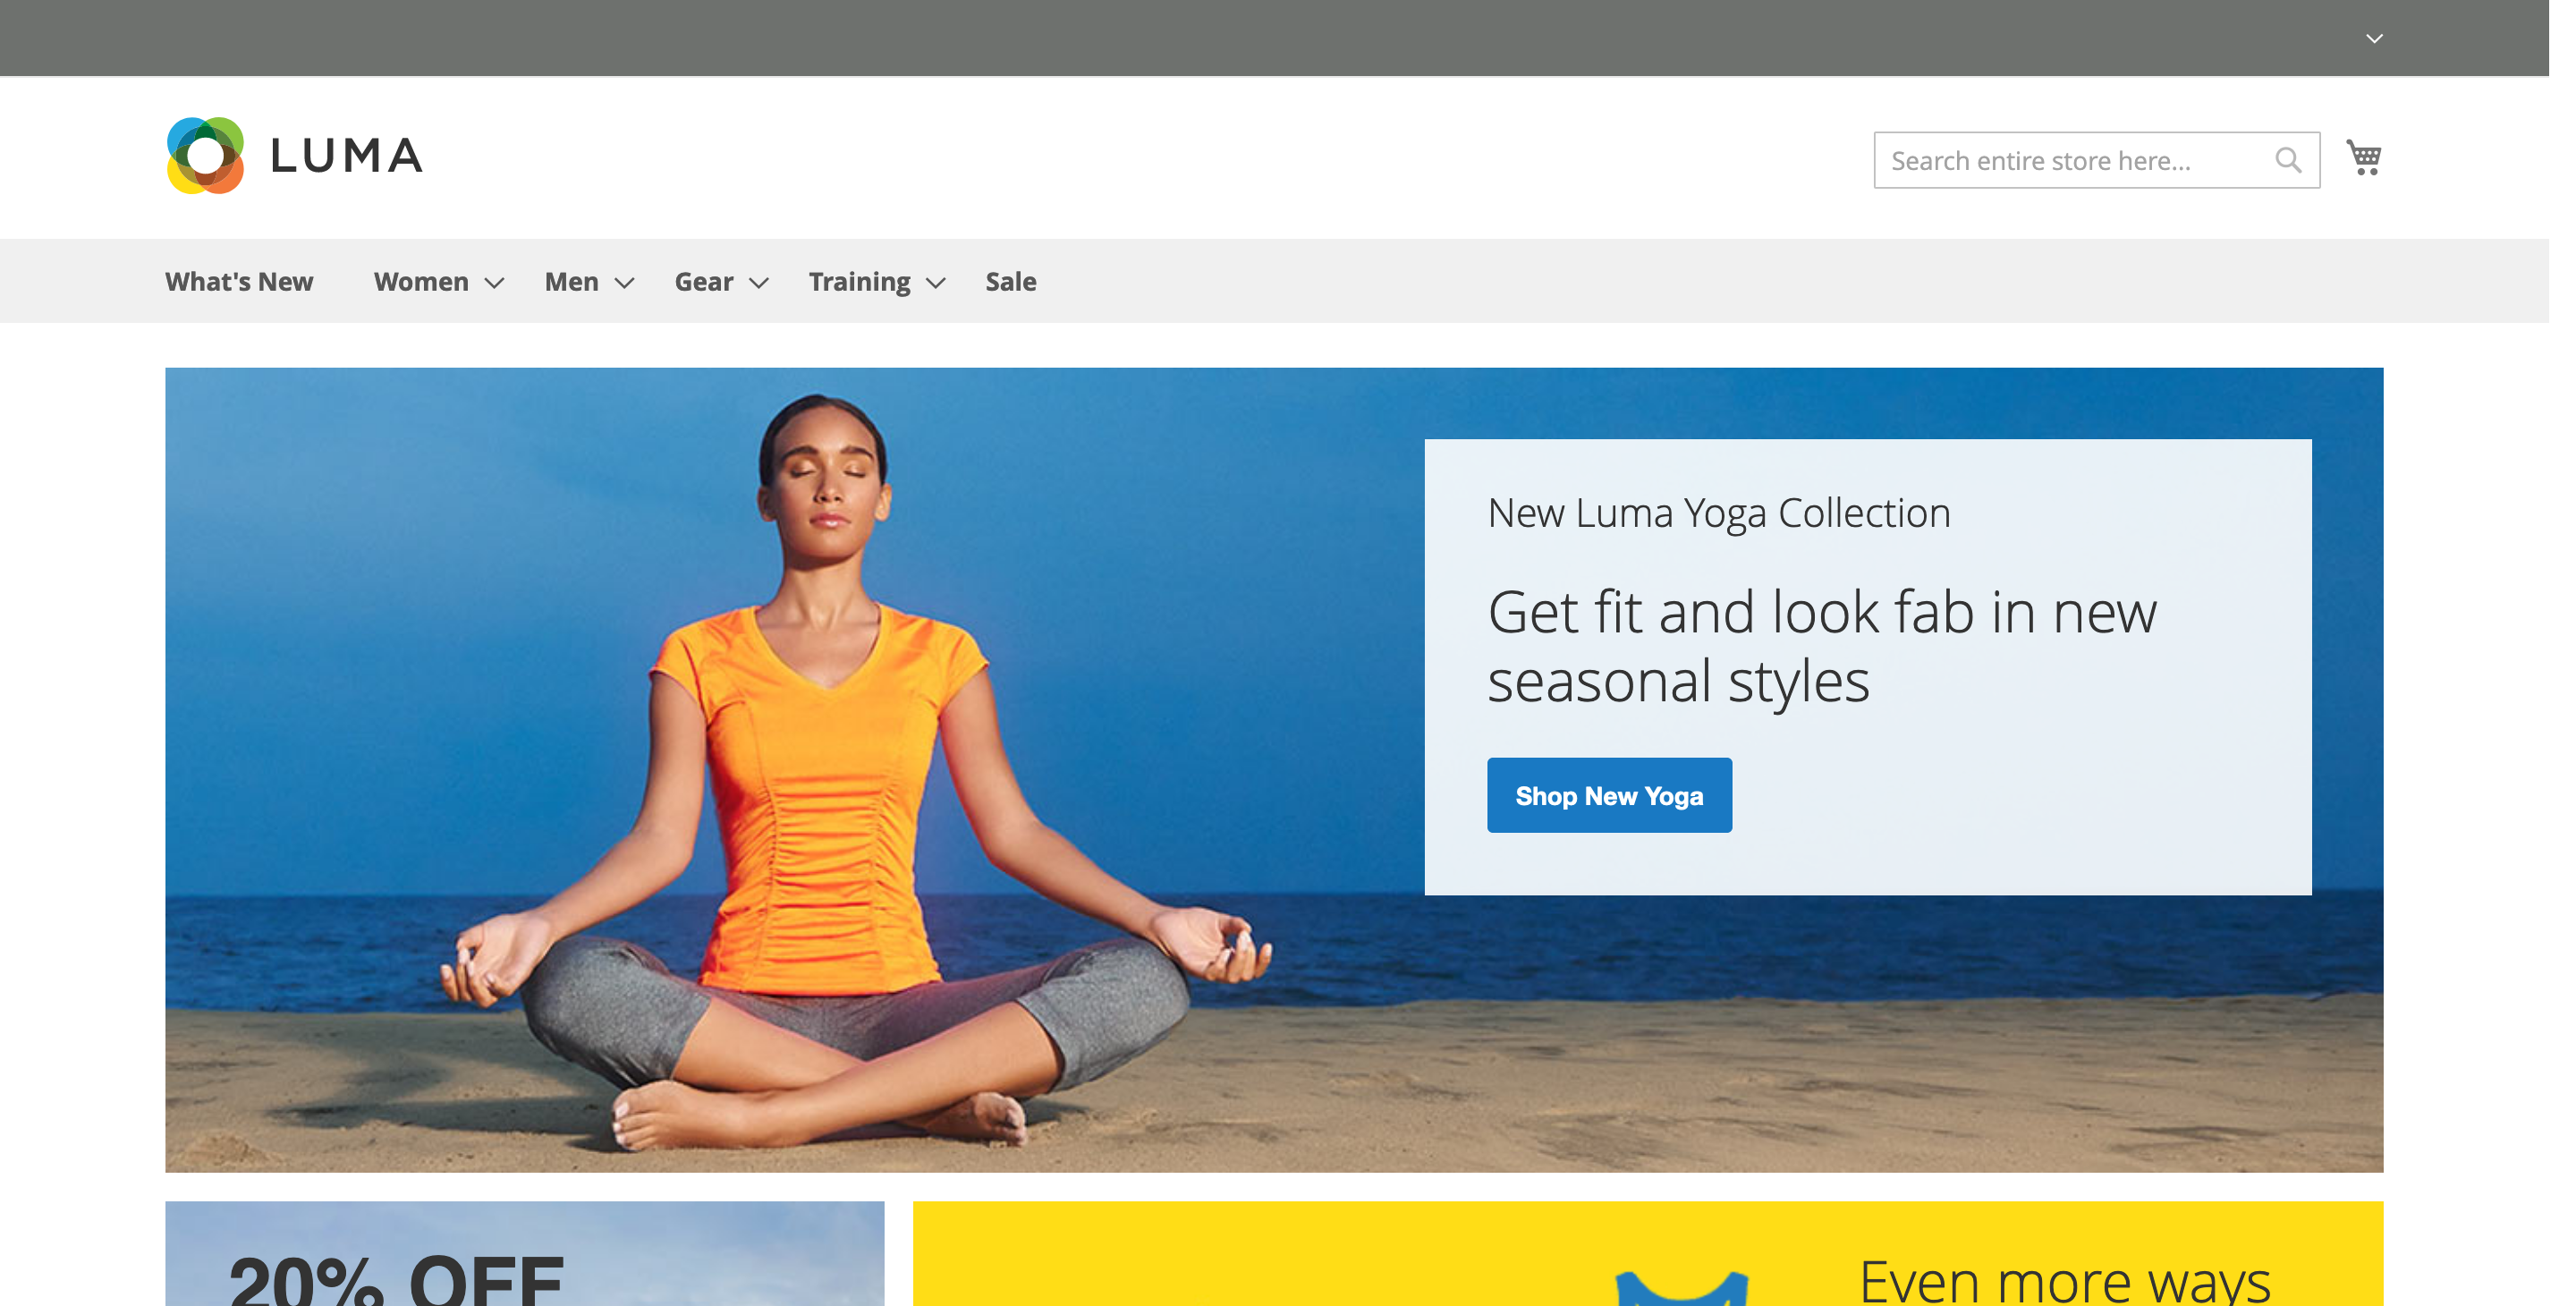 LUMA
Search entire store here...
What's New Women Men Gear Training Sale
New Luma Yoga Collection
Get fit and look fab in new
seasonal styles
Shop New Yoga
20% OFF
Even more ways